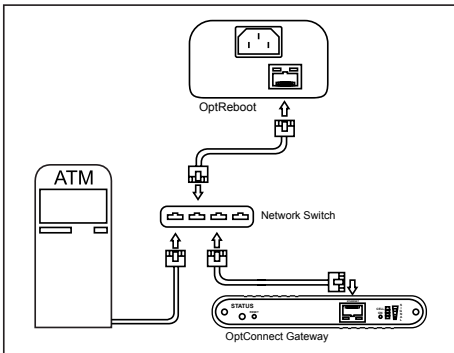 OptReboot
ATM
Network Switch
STATUS
OptConnect Gateway